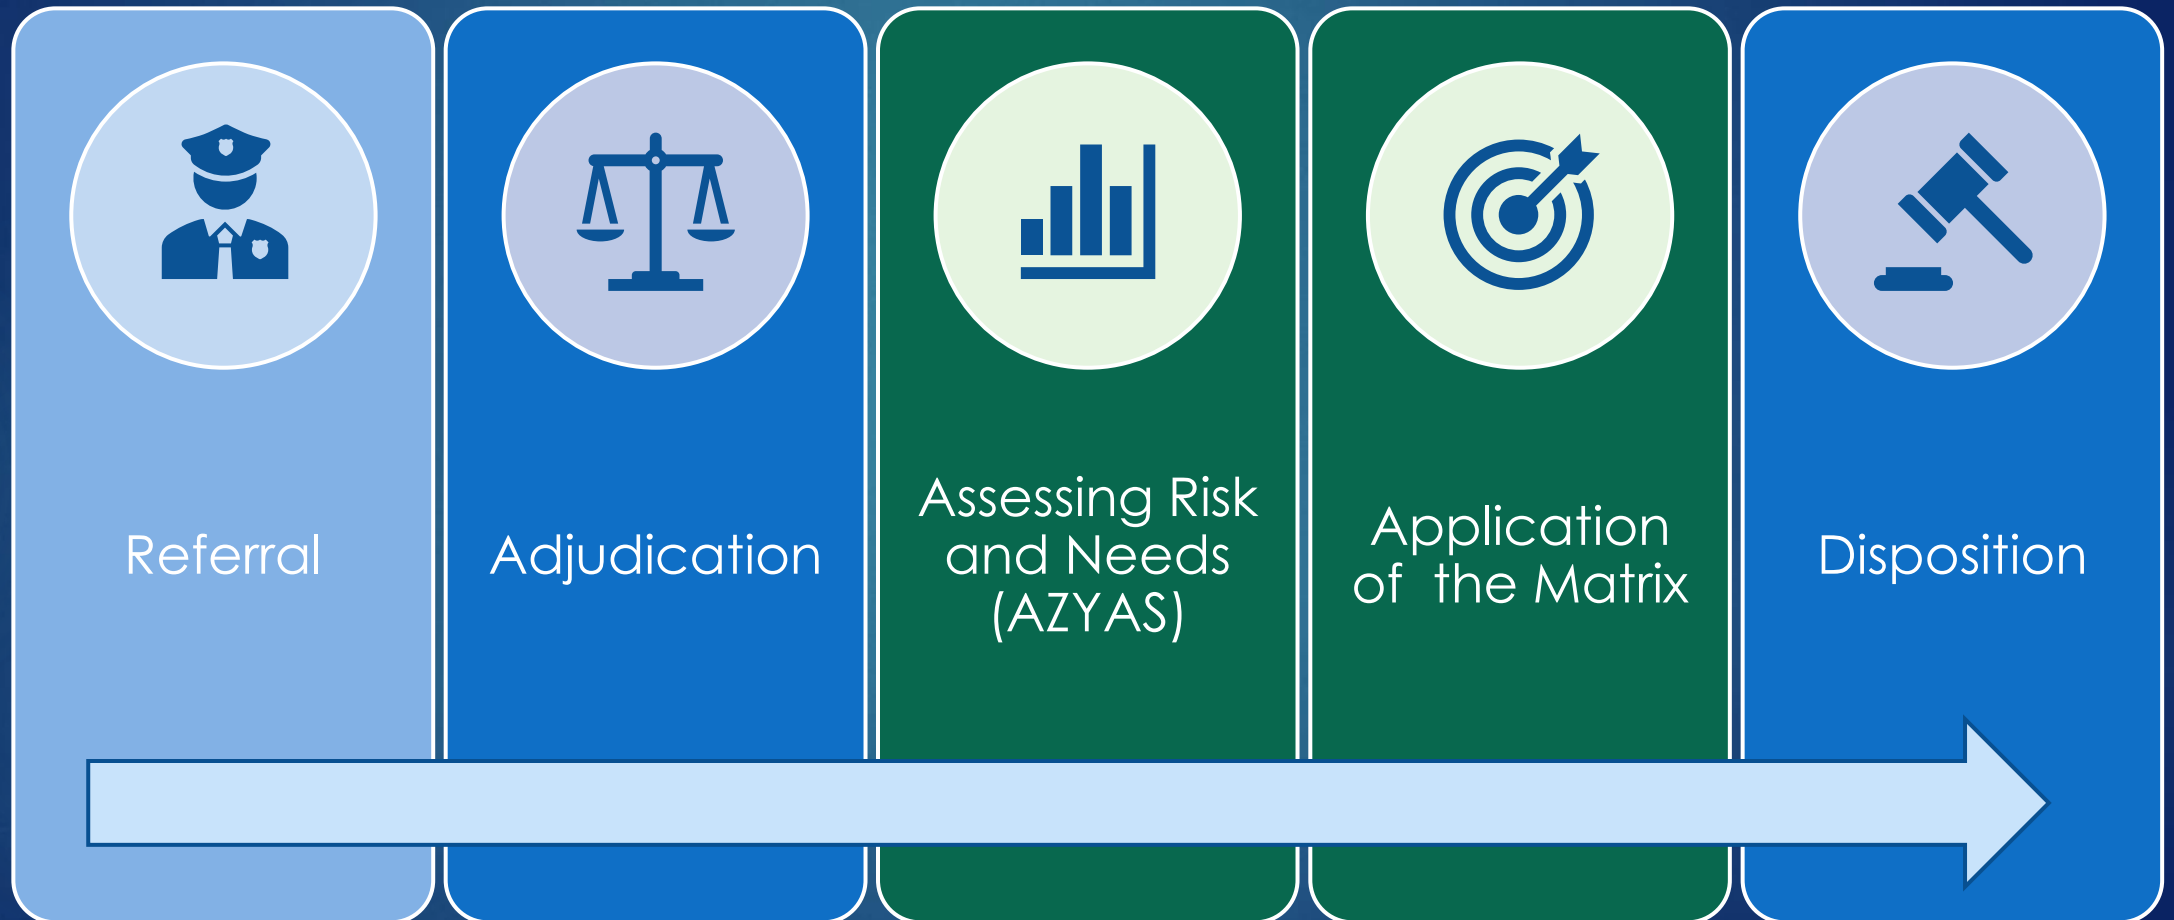 Referral
Adjudication
Assessing Risk
and Needs
(AZYAS)
Application
of  the Matrix
Disposition